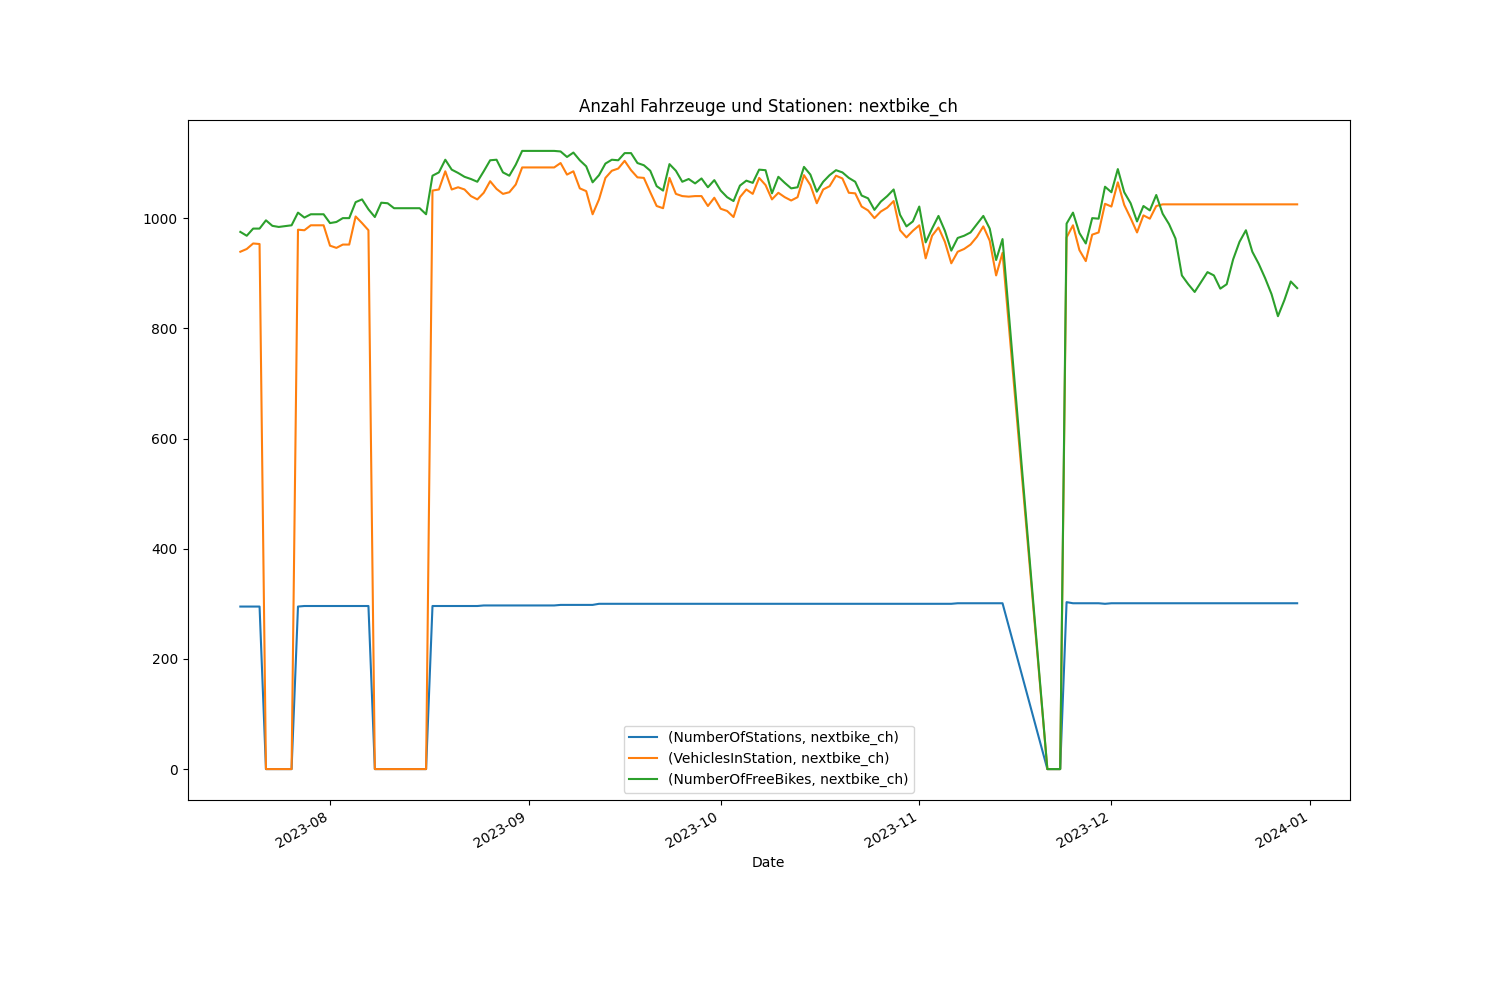 Anzahl Fahrzeuge und Stationen: nextbike_ch
1000
800
600
400
200
0
(NumberOfStations, nextbike_ch)
(VehiclesInStation, nextbike_ch)
(NumberOfFreeBikes, nextbike_ch)
2023-08
2023-09
2023-10
2023-11
2023-12
2024-01
Date